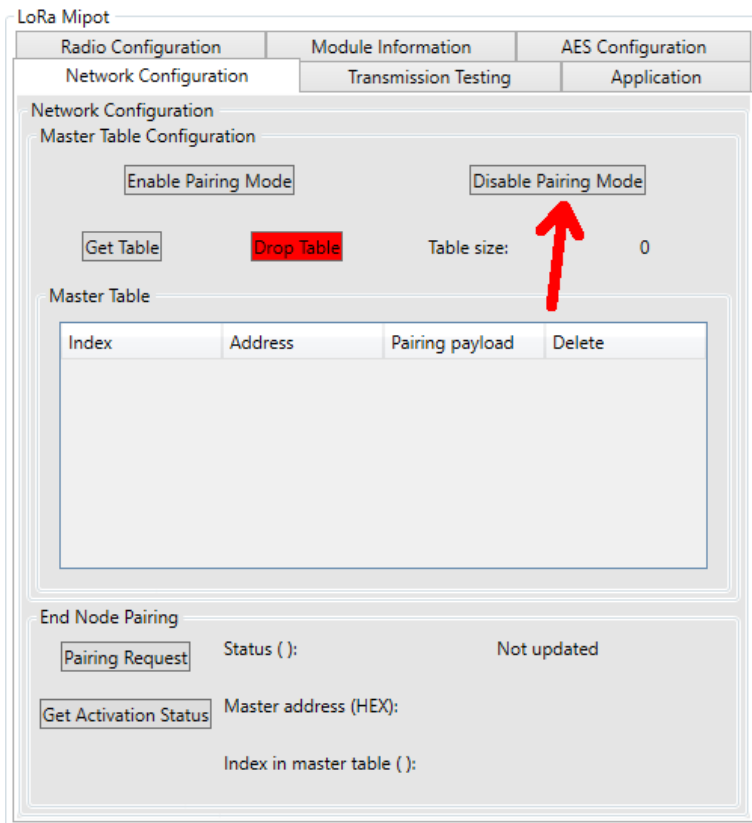 LoRa Mipot
Radio Configuration Module Information AES Configuration
Network Configuration Transmission Testing Application
Network Configuration
Master Table Configuration
Enable Pairing Mode Disable Pairing Mode
Get Table Drop Table Table size: 0
Master Table
Index Address Pairing payload Delete
End Node Pairing
Pairing Request Status ( ): Not updated
Get Activation Status Master address (HEX):
Index in master table ( ):